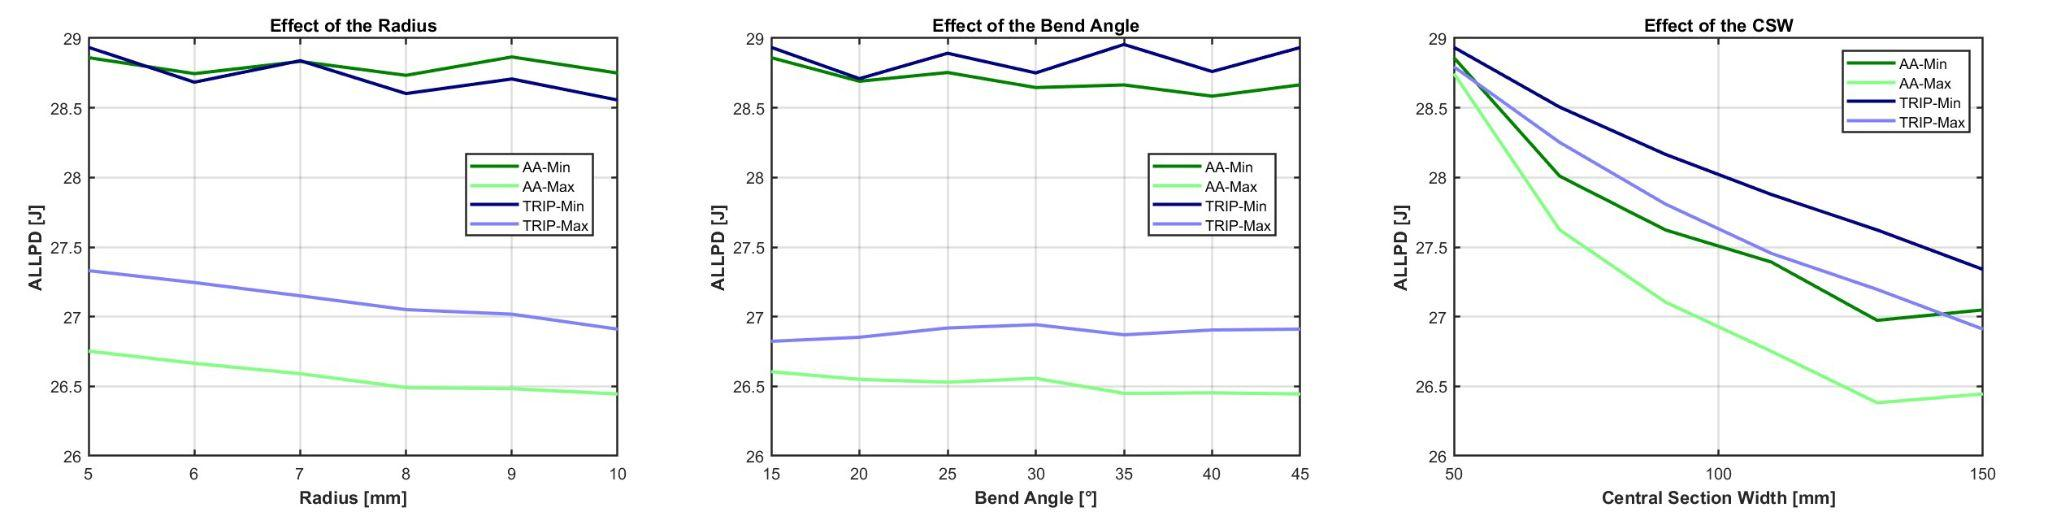 Effect of the Radius
29
28.5
28
27.5
27
26.5
26
ALLPD [J]
AA-Min
AA-Max
TRIP-Min
TRIP-Max
5 6 7 8 9 10
Radius [mm]
Effect of the Bend Angle
29
28.5
28
27.5
27
26.5
26
ALLPD [J]
AA-Min
AA-Max
TRIP-Min
TRIP-Max
15 20 25 30 35 40 45
Bend Angle [°]
Effect of the CSW
29
28.5
28
27.5
27
26.5
26
ALLPD [J]
AA-Min
AA-Max
TRIP-Min
TRIP-Max
50 100 150
Central Section Width [mm]